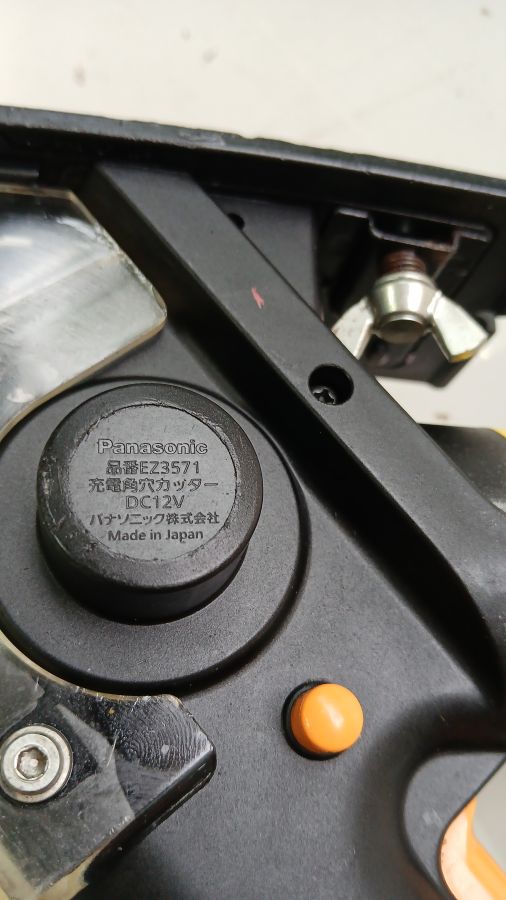 Panasonic
品番EZ3571
充電角穴カッター
DC12V
パナソニック株式会社
Made in Japan